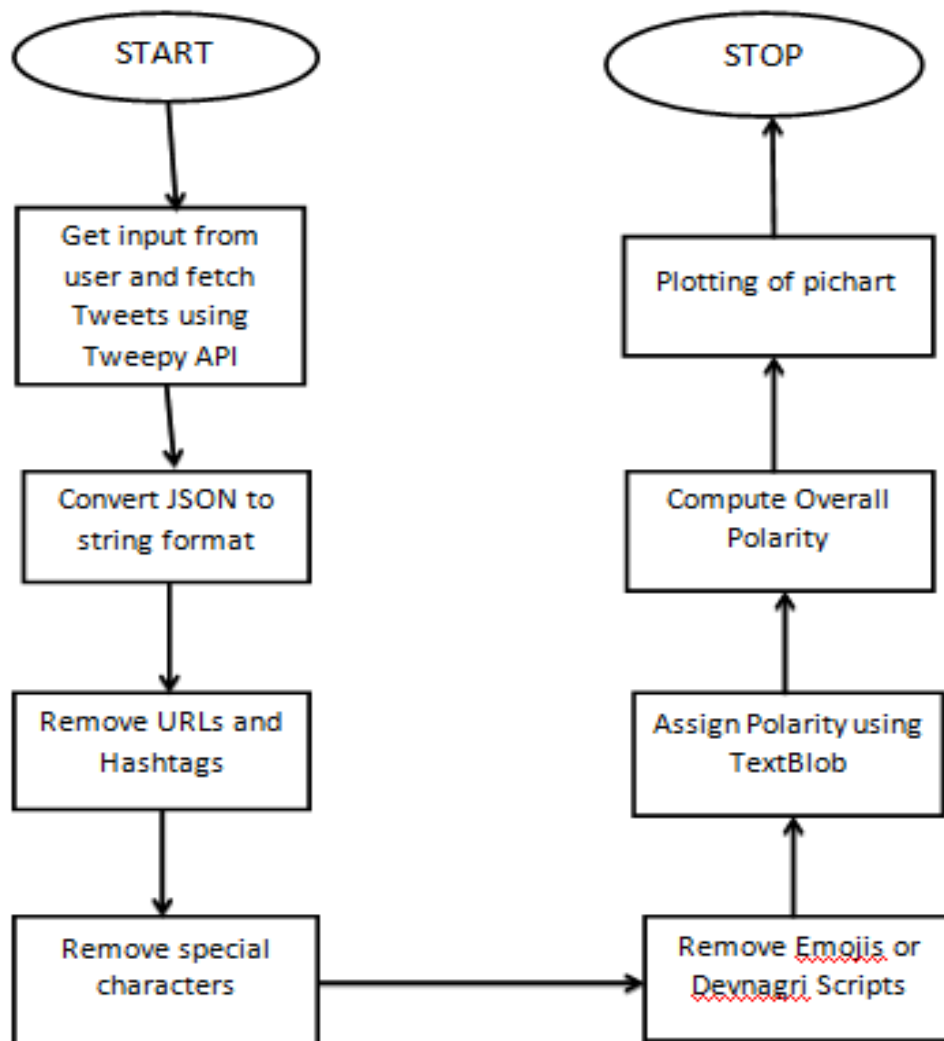 START
Get input from
user and fetch
Tweets using
Tweepy API
Convert JSON to
string format
Remove URLs and
Hashtags
Remove special
characters
Remove Emojis or
Devnagri Scripts
Assign Polarity using
TextBlob
Compute Overall
Polarity
Plotting of pichart
STOP